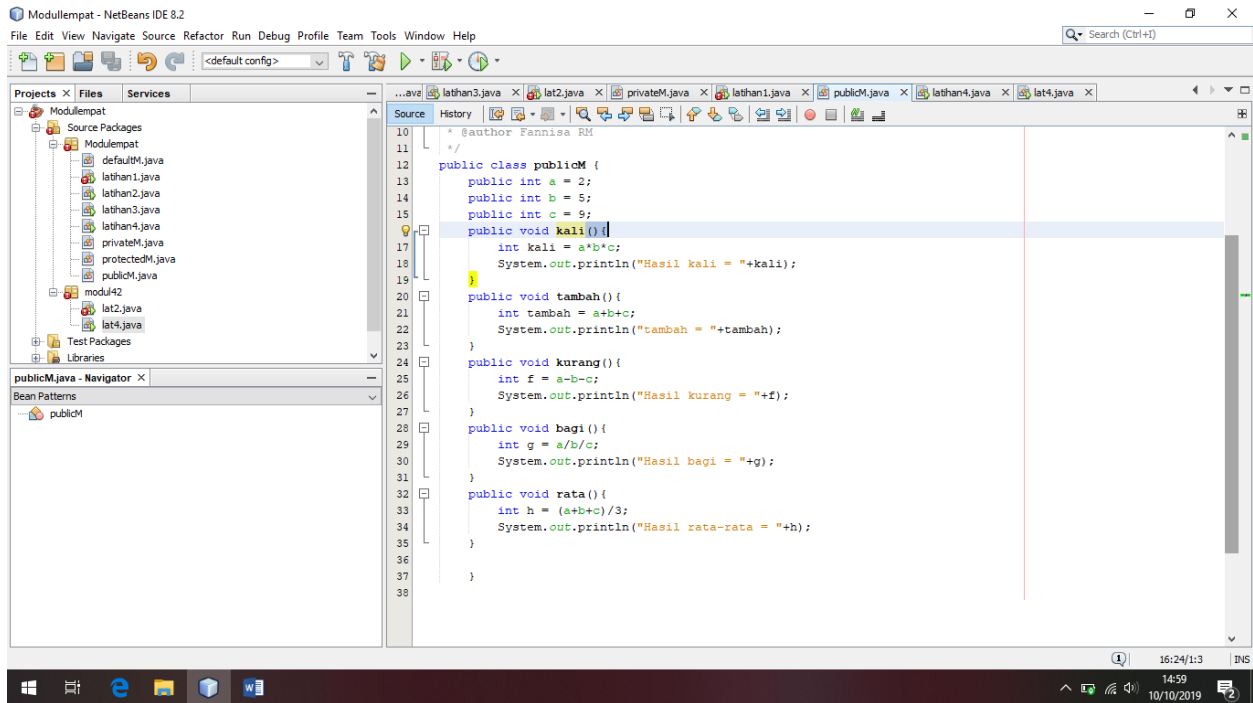 Modullempat - NetBeans IDE 8.2
File Edit View Navigate Source Refactor Run Debug Profile Team Tools Window Help
Search (Ctrl+I)
<default config>
Projects Files Services
Modullempat
Source Packages
Modulempat
defaultM.java
latihan1.java
latihan2.java
latihan3.java
latihan4.java
privateM.java
protectedM.java
publicM.java
modul42
lat2.java
lat4.java
Test Packages
Libraries
publicM.java - Navigator
Bean Patterns
publicM
...ava latihan3.java lat2.java privateM.java latihan1.java publicM.java latihan4.java lat4.java
Source History
10 * @author Fannisa RM
11 */
12 public class publicM {
13 public int a = 2;
14 public int b = 5;
15 public int c = 9;
public void kali(){
17 int kali = a*b*c;
18 System.out.println("Hasil kali = "+kali);
19 }
20 public void tambah(){
21 int tambah = a+b+c;
22 System.out.println("tambah = "+tambah);
23 }
24 public void kurang(){
25 int f = a-b-c;
26 System.out.println("Hasil kurang = "+f);
27 }
28 public void bagi(){
29 int g = a/b/c;
30 System.out.println("Hasil bagi = "+g);
31 }
32 public void rata(){
33 int h = (a+b+c)/3;
34 System.out.println("Hasil rata-rata = "+h);
35 }
36
37 }
38
1 16:24/1:3 INS
14:59
10/10/2019
2